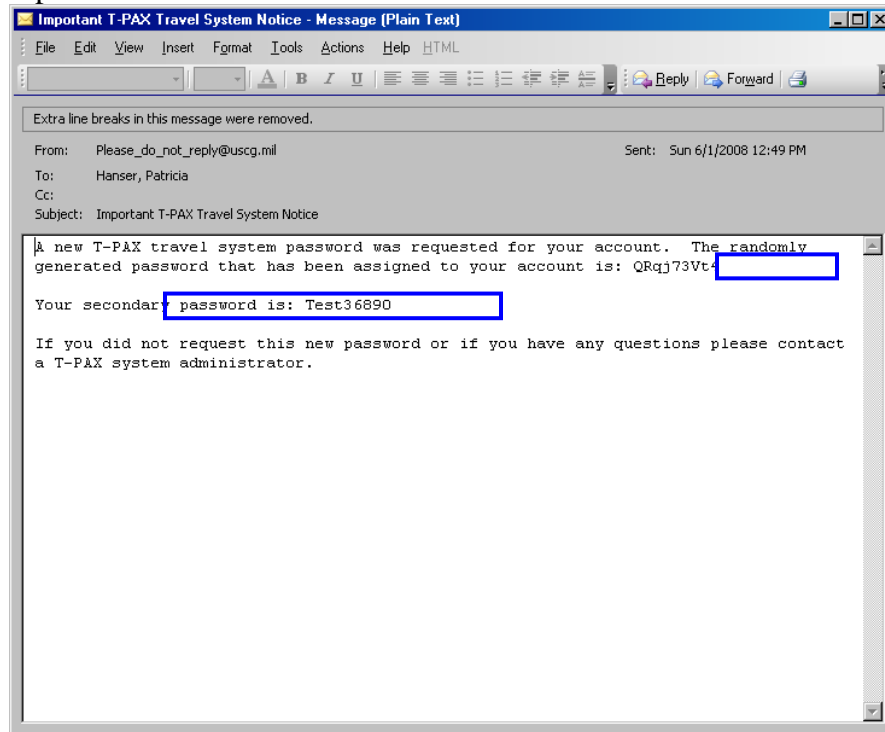 Important T-PAX Travel System Notice - Message (Plain Text)
File Edit View Insert Format Tools Actions Help HTML
A B I U Reply Forward
Extra line breaks in this message were removed.
From: Please_do_not_reply@uscg.mil Sent: Sun 6/1/2008 12:49 PM
To: Hanser, Patricia
Cc:
Subject: Important T-PAX Travel System Notice
A new T-PAX travel system password was requested for your account. The randomly
generated password that has been assigned to your account is: QRqj73Vt4
Your secondary password is: Test36890
If you did not request this new password or if you have any questions please contact
a T-PAX system administrator.